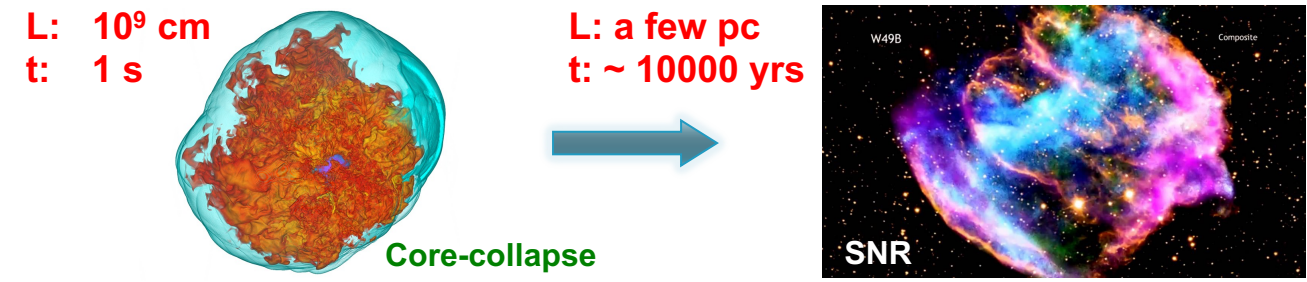 L: 10⁹ cm
t: 1 s
Core-collapse
L: a few pc
t: ~ 10000 yrs
W49B
Composite
SNR